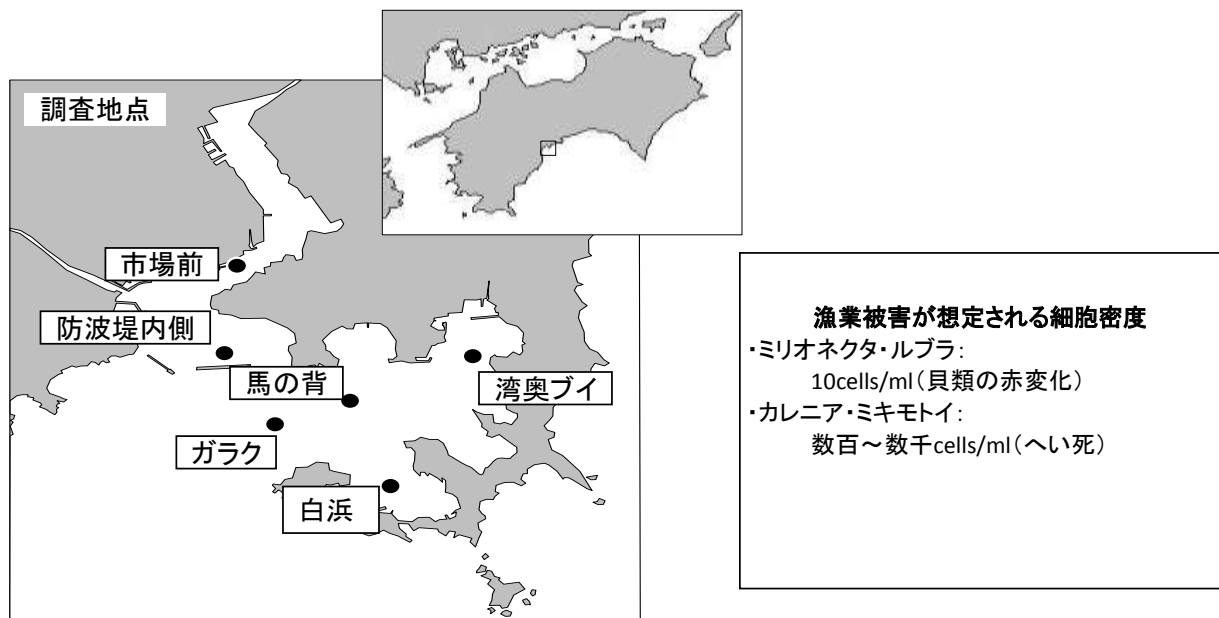 調査地点
市場前
防波堤内側
馬の背
湾奥ブイ
ガラク
白浜
漁業被害が想定される細胞密度
・ミリオネクタ・ルブラ:
10cells/ml(貝類の赤変化)
・カレニア・ミキモトイ:
数百～数千cells/ml(へい死)